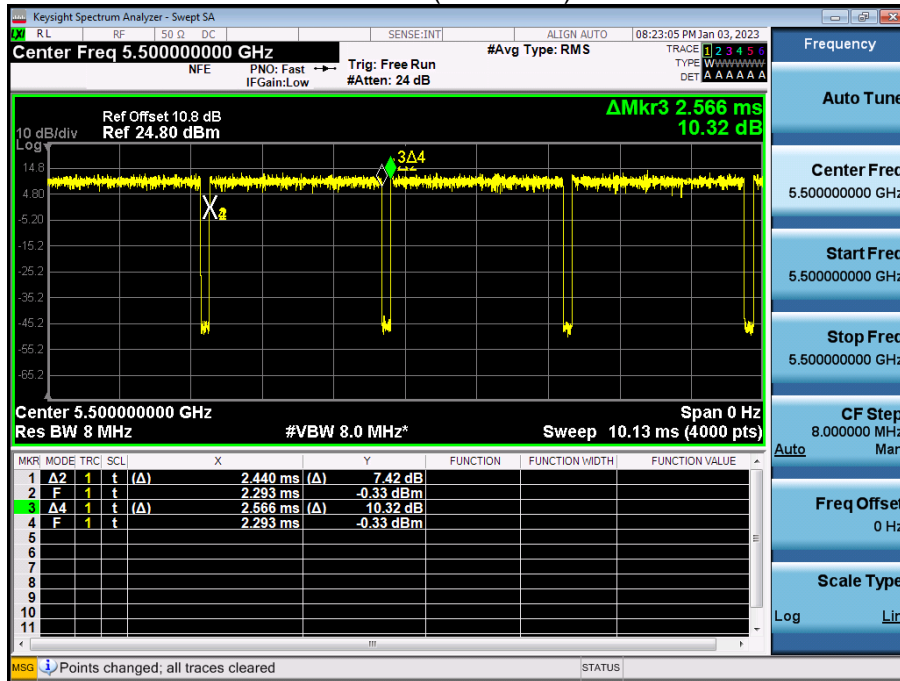 Keysight Spectrum Analyzer - Swept SA
LXI RL RF 50 Ω DC SENSE:INT ALIGN AUTO 08:23:05 PM Jan 03, 2023
Center Freq 5.500000000 GHz #Avg Type: RMS TRACE 1 2 3 4 5 6
NFE PNO: Fast Trig: Free Run TYPE WWWWWW
IFGain:Low #Atten: 24 dB DET A A A A A A
ΔMkr3 2.566 ms
Ref Offset 10.8 dB
10 dB/div Ref 24.80 dBm 10.32 dB
Log
3Δ4
14.8
4.80
-5.20
-15.2
-25.2
-35.2
-45.2
-55.2
-65.2
Center 5.500000000 GHz Span 0 Hz
Res BW 8 MHz #VBW 8.0 MHz* Sweep 10.13 ms (4000 pts)
MKR MODE TRC SCL X Y FUNCTION FUNCTION WIDTH FUNCTION VALUE
1 Δ2 1 t (Δ) 2.440 ms (Δ) 7.42 dB
2 F 1 t 2.293 ms -0.33 dBm
3 Δ4 1 t (Δ) 2.566 ms (Δ) 10.32 dB
4 F 1 t 2.293 ms -0.33 dBm
5
6
7
8
9
10
11
MSG Points changed; all traces cleared STATUS
Frequency
Auto Tune
Center Freq
5.500000000 GHz
Start Freq
5.500000000 GHz
Stop Freq
5.500000000 GHz
CF Step
8.000000 MHz
Auto Man
Freq Offset
0 Hz
Scale Type
Log Lin